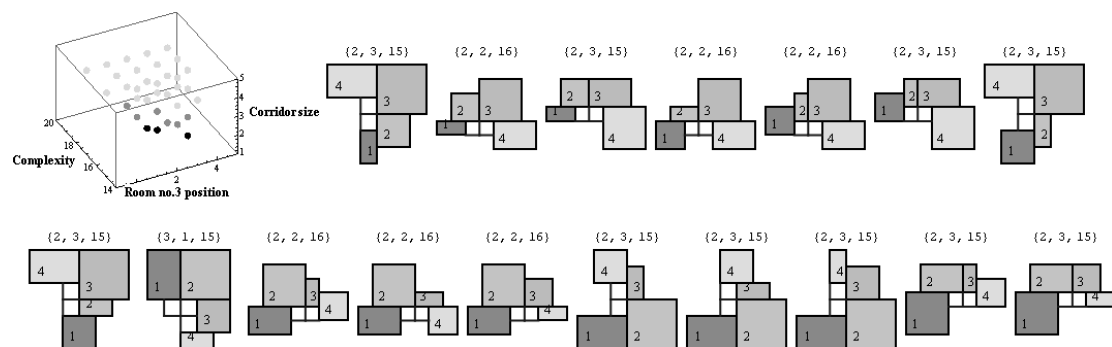 5
4
3
2
1
Corridor size
20
18
16
14
Complexity
2
4
Room no.3 position
{2, 3, 15} {2, 2, 16} {2, 3, 15} {2, 2, 16} {2, 2, 16} {2, 3, 15} {2, 3, 15}
4 3 2 1
2 3 1 4
2 3 1 4
2 3 1 4
2 3 1 4
2 3 1 4
4 3 2 1
{2, 3, 15} {3, 1, 15} {2, 2, 16} {2, 2, 16} {2, 2, 16} {2, 3, 15} {2, 3, 15} {2, 3, 15} {2, 3, 15} {2, 3, 15}
4 3 2 1
1 2 3 4
2 3 4 1
2 3 1 4
2 3 4 1
4 3 1 2
4 3 1 2
4 3 1 2
2 3 4 1
2 3 4 1